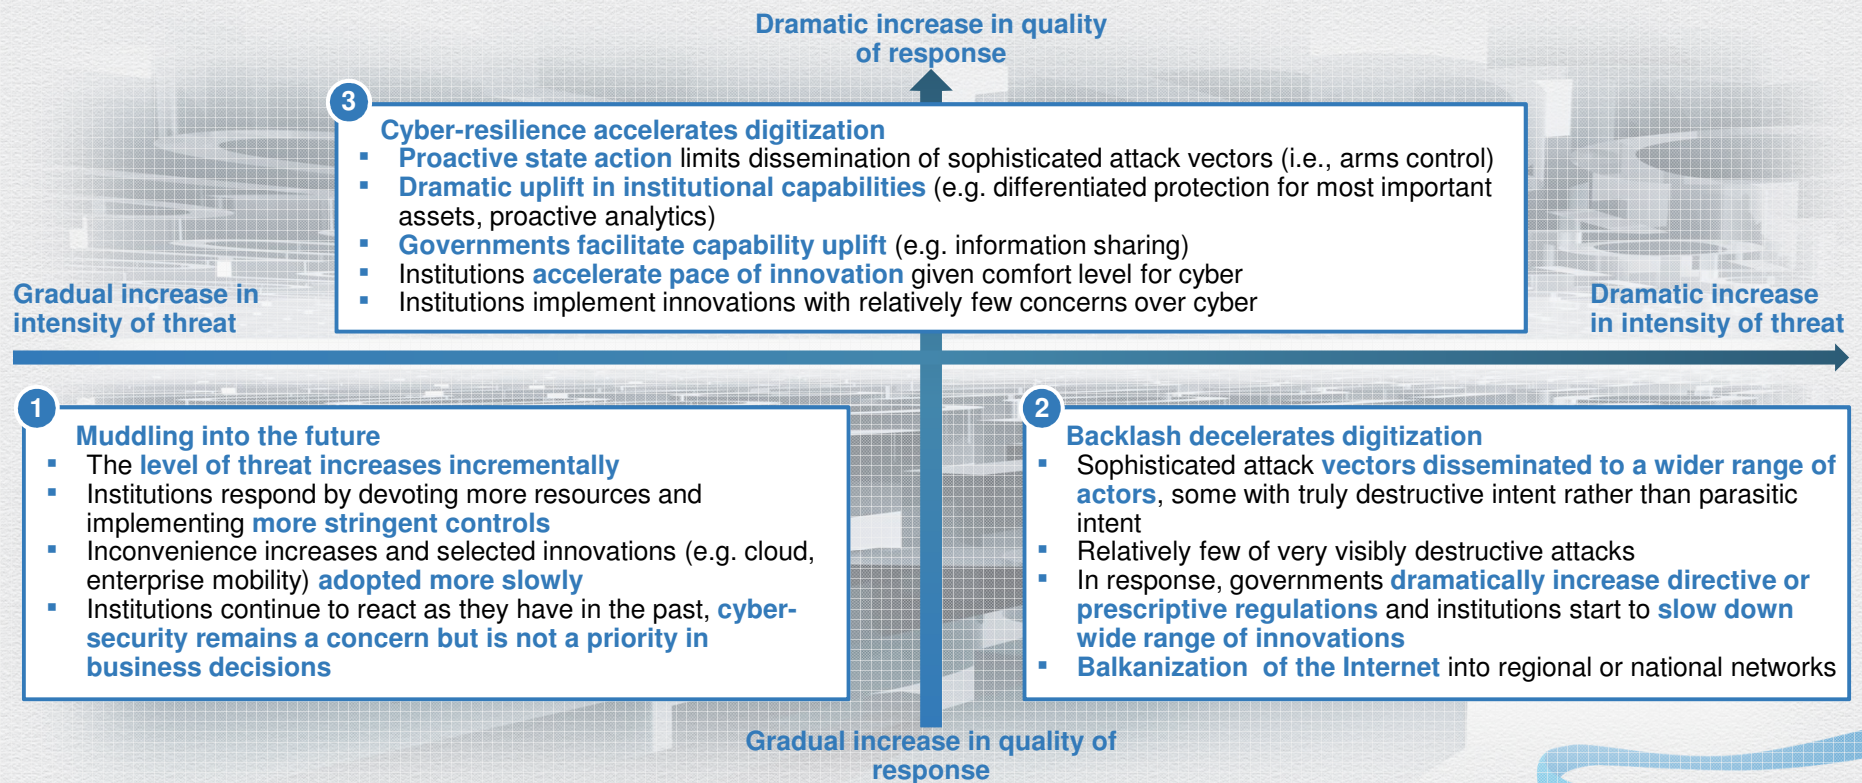 Dramatic increase in quality
of response
3
Cyber-resilience accelerates digitization
▪ Proactive state action limits dissemination of sophisticated attack vectors (i.e., arms control)
▪ Dramatic uplift in institutional capabilities (e.g. differentiated protection for most important
assets, proactive analytics)
▪ Governments facilitate capability uplift (e.g. information sharing)
▪ Institutions accelerate pace of innovation given comfort level for cyber
▪ Institutions implement innovations with relatively few concerns over cyber
Gradual increase in
intensity of threat
Dramatic increase
in intensity of threat
1
Muddling into the future
▪ The level of threat increases incrementally
▪ Institutions respond by devoting more resources and
implementing more stringent controls
▪ Inconvenience increases and selected innovations (e.g. cloud,
enterprise mobility) adopted more slowly
▪ Institutions continue to react as they have in the past, cyber-
security remains a concern but is not a priority in
business decisions
2
Backlash decelerates digitization
▪ Sophisticated attack vectors disseminated to a wider range of
actors, some with truly destructive intent rather than parasitic
intent
▪ Relatively few of very visibly destructive attacks
▪ In response, governments dramatically increase directive or
prescriptive regulations and institutions start to slow down
wide range of innovations
▪ Balkanization of the Internet into regional or national networks
Gradual increase in quality of
response